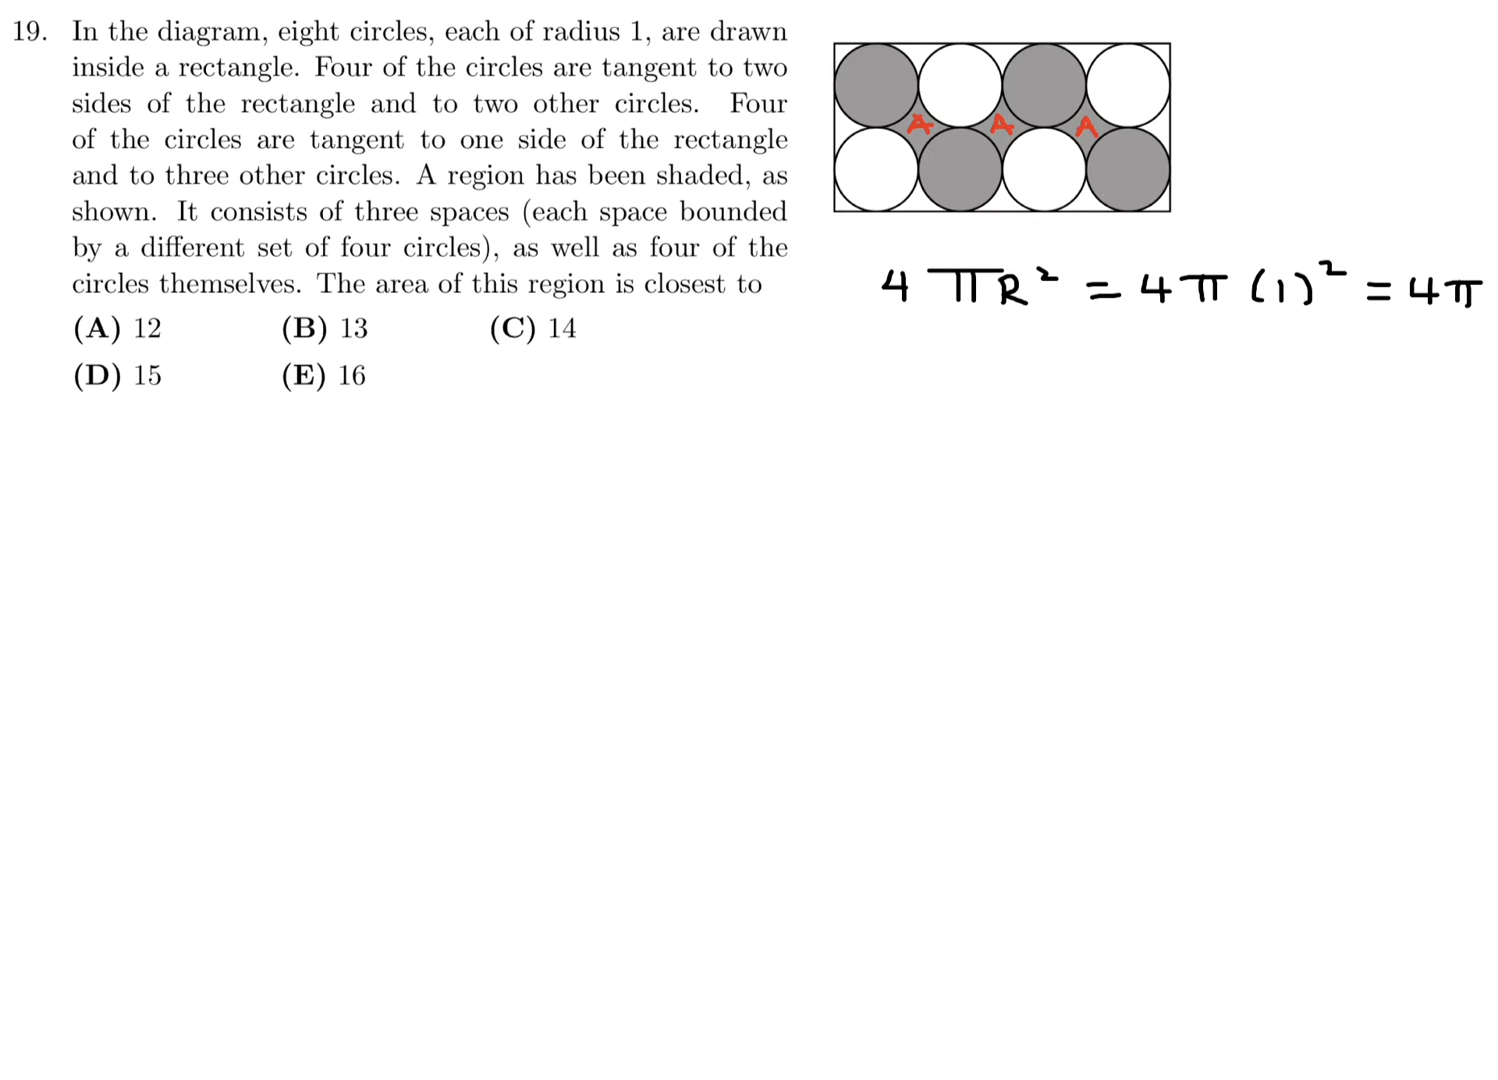 19. In the diagram, eight circles, each of radius 1, are drawn
inside a rectangle. Four of the circles are tangent to two
sides of the rectangle and to two other circles. Four
of the circles are tangent to one side of the rectangle
and to three other circles. A region has been shaded, as
shown. It consists of three spaces (each space bounded
by a different set of four circles), as well as four of the
circles themselves. The area of this region is closest to
(A) 12 (B) 13 (C) 14
(D) 15 (E) 16
A A A
4 πR² = 4π (1)² = 4π